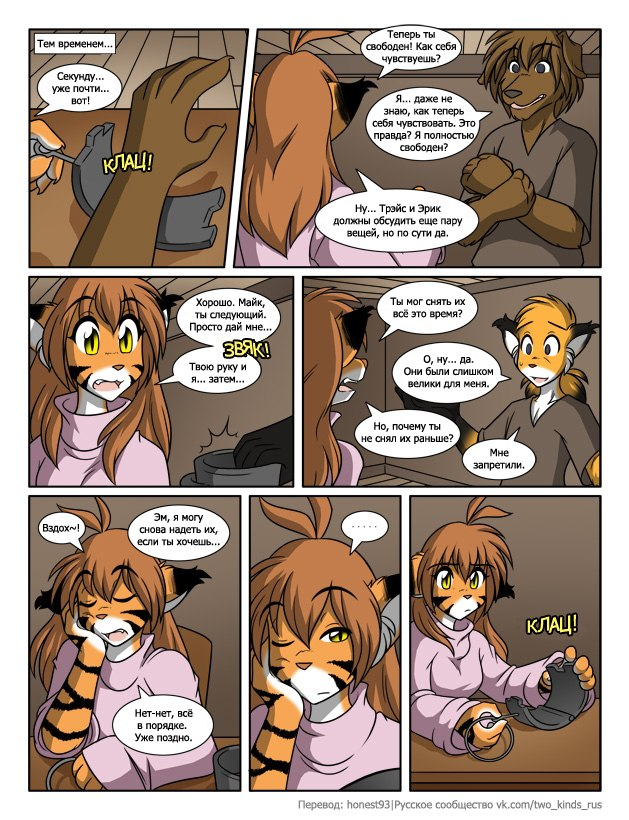 Тем временем...
Секунду...
уже почти...
вот!
КЛАЦ!
Теперь ты
свободен! Как себя
чувствуешь?
Я... даже не
знаю, как теперь
себя чувствовать. Это
правда? Я полностью
свободен?
Ну... Трэйс и Эрик
должны обсудить еще пару
вещей, но по сути да.
Хорошо. Майк,
ты следующий.
Просто дай мне...
ЗВЯК!
Твою руку и
я... затем...
Ты мог снять их
всё это время?
О, ну... да.
Они были слишком
велики для меня.
Но, почему ты
не снял их раньше?
Мне
запретили.
Вздох~!
Эм, я могу
снова надеть их,
если ты хочешь...
Нет-нет, всё
в порядке.
Уже поздно.
.....
КЛАЦ!
Перевод: honest93|Русское сообщество vk.com/two_kinds_rus